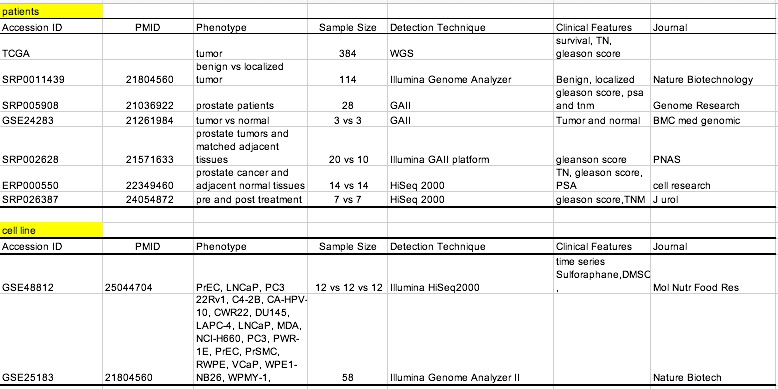 patients
Accession ID PMID Phenotype Sample Size Detection Technique Clinical Features Journal
survival, TN,
TCGA tumor 384 WGS gleason score
benign vs localized
SRP0011439 21804560 tumor 114 Illumina Genome Analyzer Benign, localized Nature Biotechnology
gleason score, psa
SRP005908 21036922 prostate patients 28 GAII and tnm Genome Research
GSE24283 21261984 tumor vs normal 3 vs 3 GAII Tumor and normal BMC med genomic
prostate tumors and
matched adjacent
SRP002628 21571633 tissues 20 vs 10 Illumina GAII platform gleanson score PNAS
prostate cancer and TN, gleason score,
ERP000550 22349460 adjacent normal tissues 14 vs 14 HiSeq 2000 PSA cell research
SRP026387 24054872 pre and post treatment 7 vs 7 HiSeq 2000 gleason score,TNM J urol
cell line
Accession ID PMID Phenotype Sample Size Detection Technique Clinical Features Journal
time series
Sulforaphane,DMSO
GSE48812 25044704 PrEC, LNCaP, PC3 12 vs 12 vs 12 Illumina HiSeq2000 , Mol Nutr Food Res
22Rv1, C4-2B, CA-HPV-
10, CWR22, DU145,
LAPC-4, LNCaP, MDA,
NCI-H660, PC3, PWR-
1E, PrEC, PrSMC,
RWPE, VCaP, WPE1-
GSE25183 21804560 NB26, WPMY-1, 58 Illumina Genome Analyzer II Nature Biotech